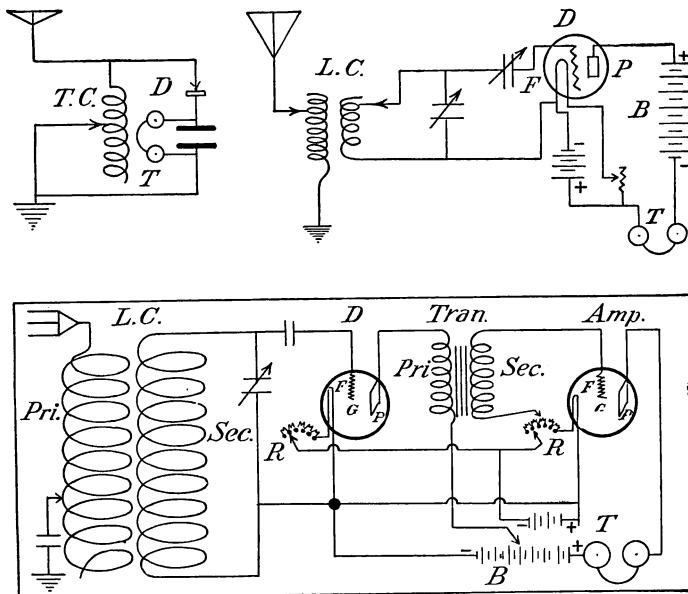 T.C.
D
T
L.C.
D
F
P
B
+
-
-
+
T
L.C.
D
Tran.
Amp.
Pri.
Sec.
F
G
P
Pri
Sec.
F
G
P
R
R
- +
T
- +
B